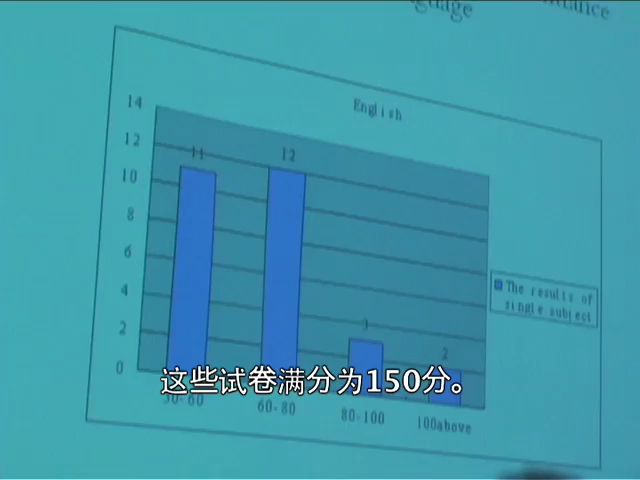 English
14
12
10
8
6
4
2
0
11
12
3
2
60-80
80-100
100above
The results of
single subject
这些试卷满分为150分。